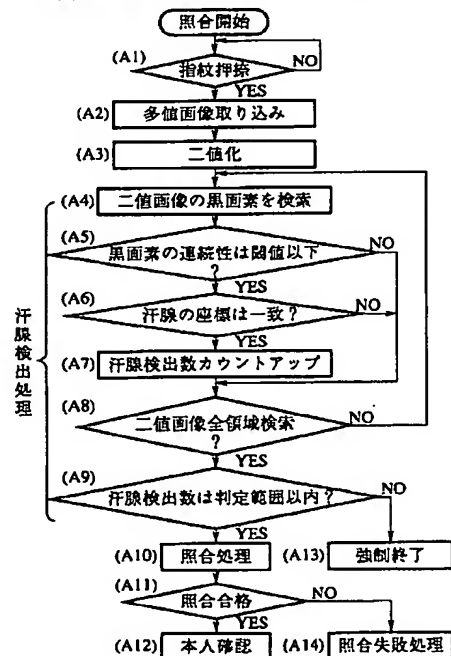 照合開始
(A1)
指紋押捺
NO
YES
(A2) 多値画像取り込み
(A3) 二値化
(A4) 二値画像の黒画素を検索
(A5)
黒画素の連続性は閾値以下
?
NO
YES
(A6)
汗腺の座標は一致?
NO
YES
(A7) 汗腺検出数カウントアップ
汗腺検出処理
(A8)
二値画像全領域検索
?
NO
YES
(A9)
汗腺検出数は判定範囲以内?
NO
YES
(A10) 照合処理 (A13) 強制終了
(A11)
照合合格
NO
YES
(A12) 本人確認 (A14) 照合失敗処理